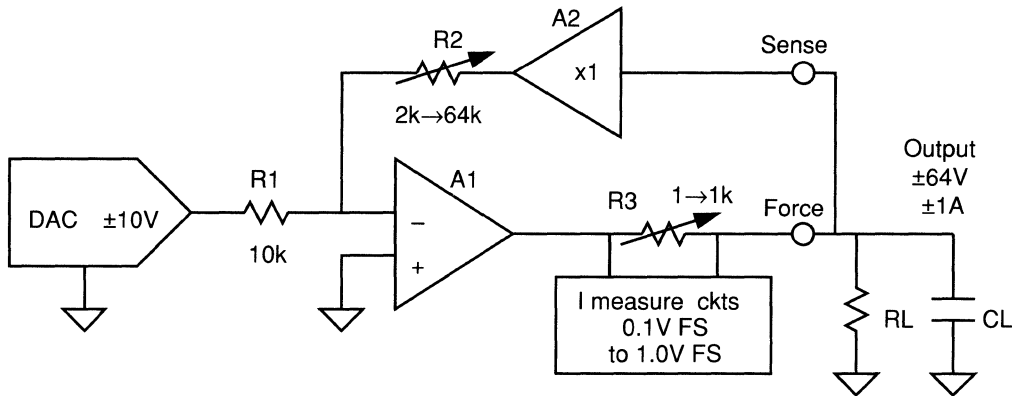 A2
R2
x1
Sense
2k→64k
Output
±64V
±1A
DAC ±10V
R1
10k
A1
−
+
R3
1→1k
Force
I measure ckts
0.1V FS
to 1.0V FS
RL
CL